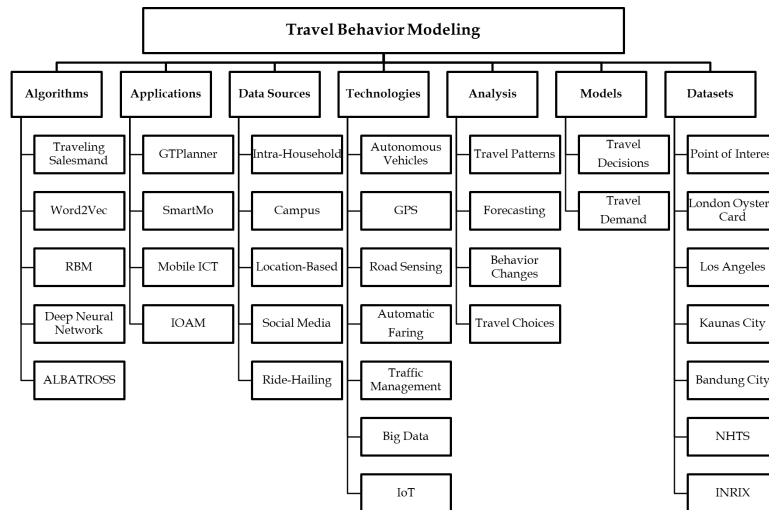 Travel Behavior Modeling
Algorithms
Applications
Data Sources
Technologies
Analysis
Models
Datasets
Traveling
Salesmand
Word2Vec
RBM
Deep Neural
Network
ALBATROSS
GTPlanner
SmartMo
Mobile ICT
IOAM
Intra-Household
Campus
Location-Based
Social Media
Ride-Hailing
Autonomous
Vehicles
GPS
Road Sensing
Automatic
Faring
Traffic
Management
Big Data
IoT
Travel Patterns
Forecasting
Behavior
Changes
Travel Choices
Travel
Decisions
Travel
Demand
Point of Interes
London Oyster
Card
Los Angeles
Kaunas City
Bandung City
NHTS
INRIX